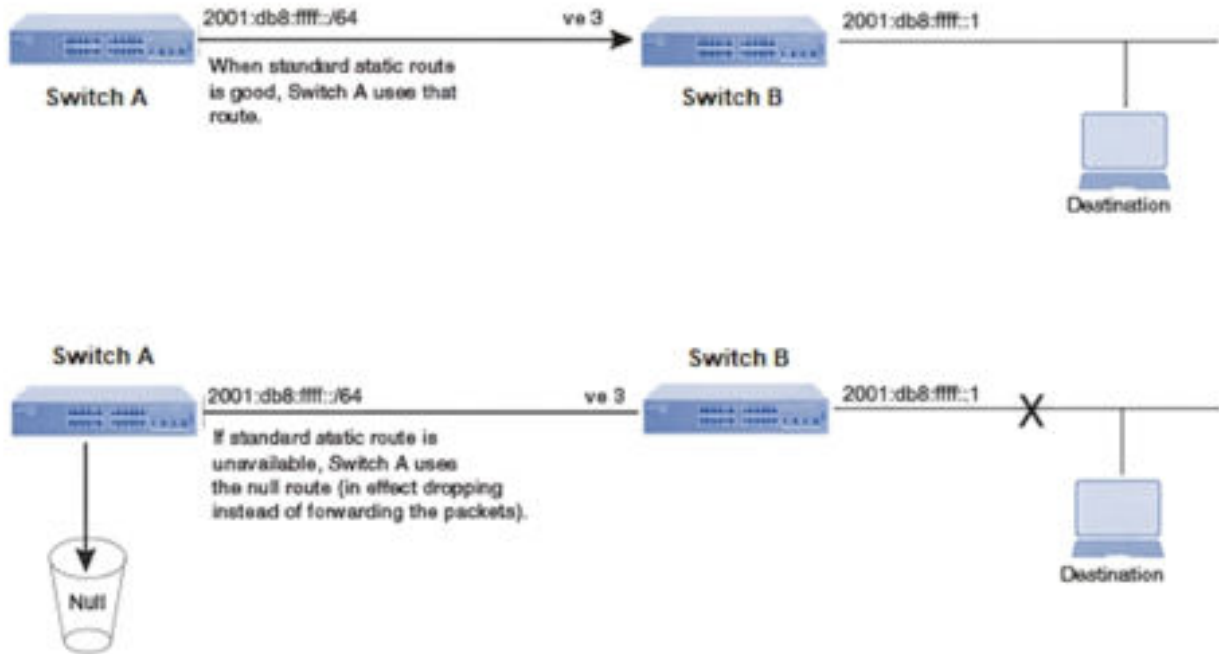 2001:db8:ffff::/64
ve 3
2001:db8:ffff::1
When standard static route
is good, Switch A uses that
route.
Switch A
Switch B
Destination
Switch A
Switch B
2001:db8:ffff::/64
ve 3
2001:db8:ffff::1
X
If standard static route is
unavailable, Switch A uses
the null route (in effect dropping
instead of forwarding the packets).
Null
Destination